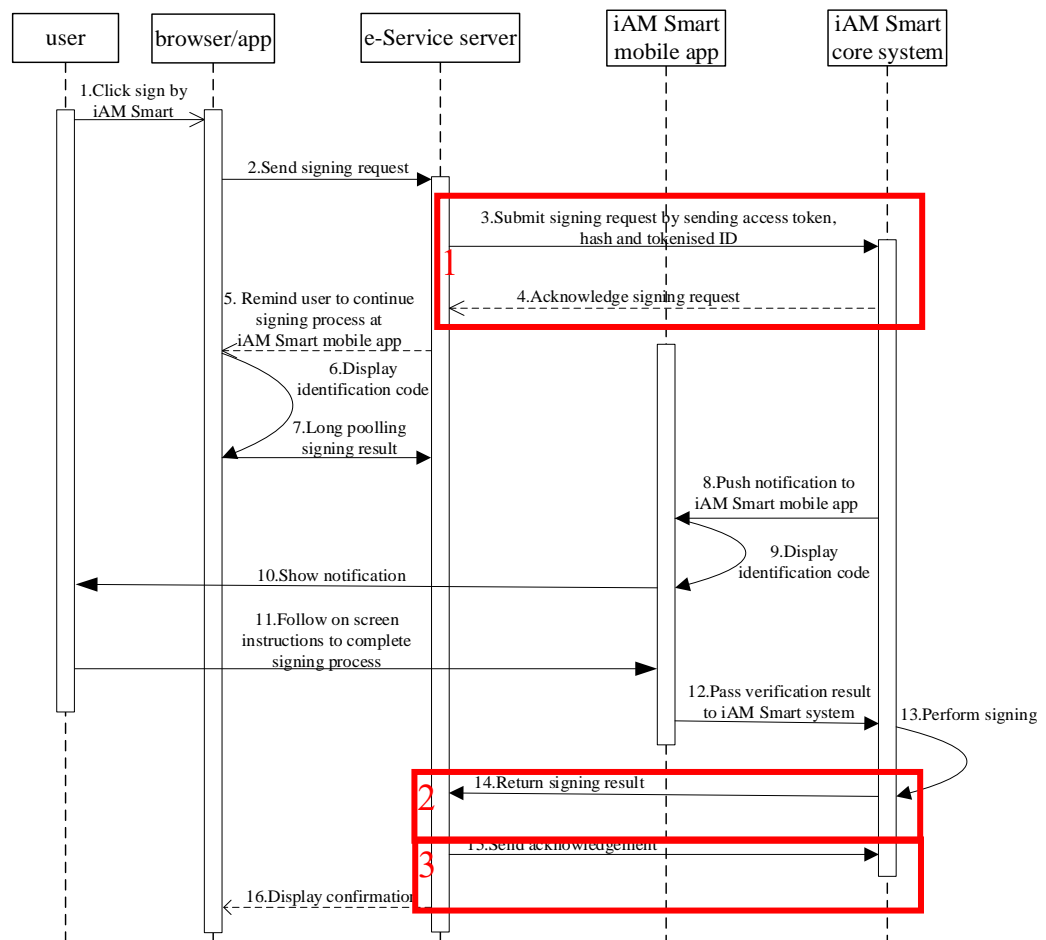 user
browser/app
e-Service server
iAM Smart
mobile app
iAM Smart
core system
1.Click sign by
iAM Smart
2.Send signing request
3.Submit signing request by sending access token,
hash and tokenised ID
1
4.Acknowledge signing request
5. Remind user to continue
signing process at
iAM Smart mobile app
6.Display
identification code
7.Long poolling
signing result
8.Push notification to
iAM Smart mobile app
9.Display
identification code
10.Show notification
11.Follow on screen
instructions to complete
signing process
12.Pass verification result
to iAM Smart system
13.Perform signing
14.Return signing result
2
15.Send acknowledgement
3
16.Display confirmation